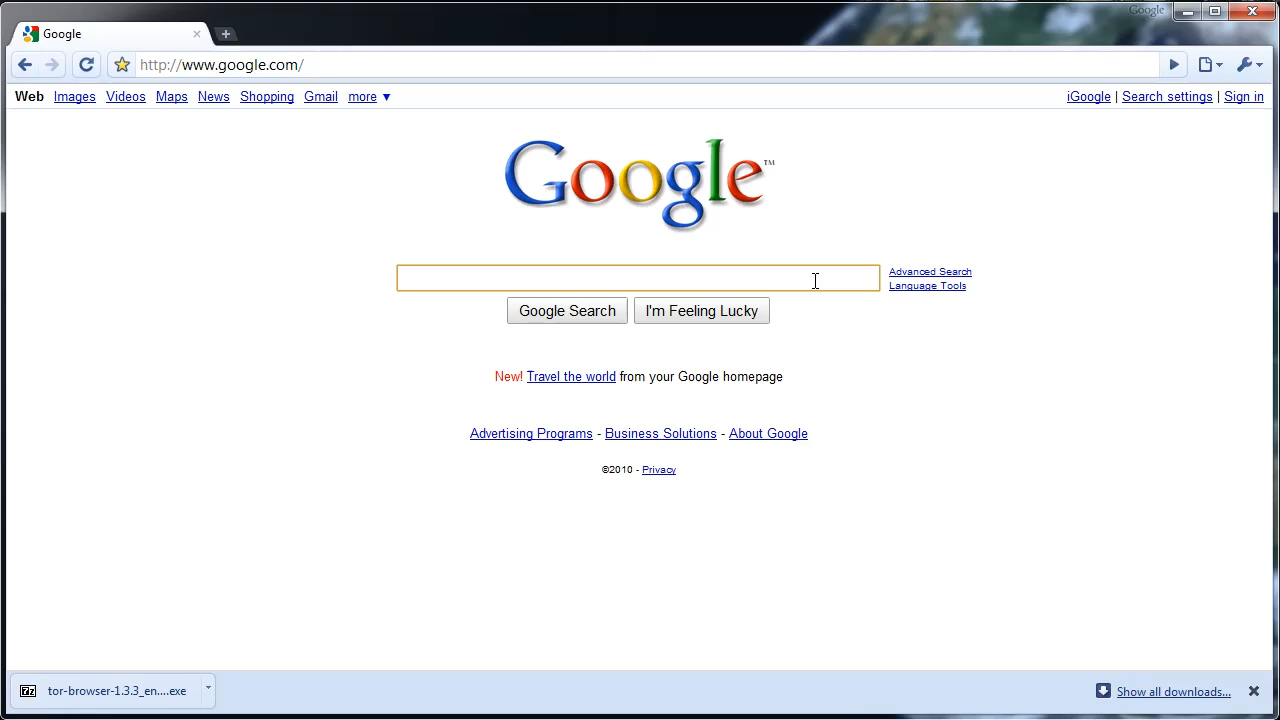 Google
Google
http://www.google.com/
Web Images Videos Maps News Shopping Gmail more ▼
iGoogle | Search settings | Sign in
Google™
Advanced Search
Language Tools
Google Search
I'm Feeling Lucky
New! Travel the world from your Google homepage
Advertising Programs - Business Solutions - About Google
©2010 - Privacy
7z tor-browser-1.3.3_en....exe
Show all downloads...